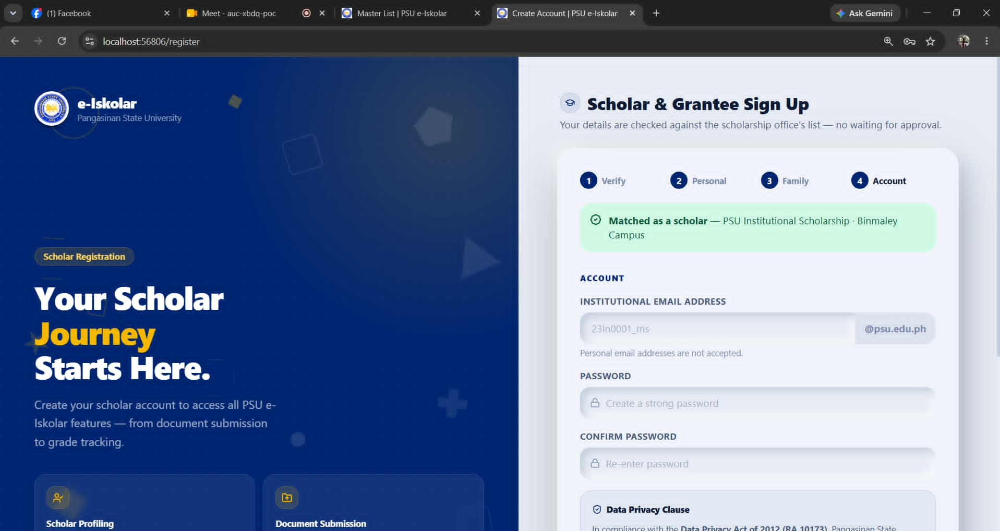 (1) Facebook
Meet - auc-xbdq-poc
Master List | PSU e-Iskolar
Create Account | PSU e-Iskolar
Ask Gemini
localhost:56806/register
e-Iskolar
Pangasinan State University
Scholar Registration
Your Scholar
Journey
Starts Here.
Create your scholar account to access all PSU e-
Iskolar features — from document submission
to grade tracking.
Scholar Profiling
Document Submission
Scholar & Grantee Sign Up
Your details are checked against the scholarship office's list — no waiting for approval.
1 Verify
2 Personal
3 Family
4 Account
Matched as a scholar — PSU Institutional Scholarship · Binmaley
Campus
ACCOUNT
INSTITUTIONAL EMAIL ADDRESS
23ln0001_ms
@psu.edu.ph
Personal email addresses are not accepted.
PASSWORD
Create a strong password
CONFIRM PASSWORD
Re-enter password
Data Privacy Clause
In compliance with the Data Privacy Act of 2012 (RA 10173), Pangasinan State